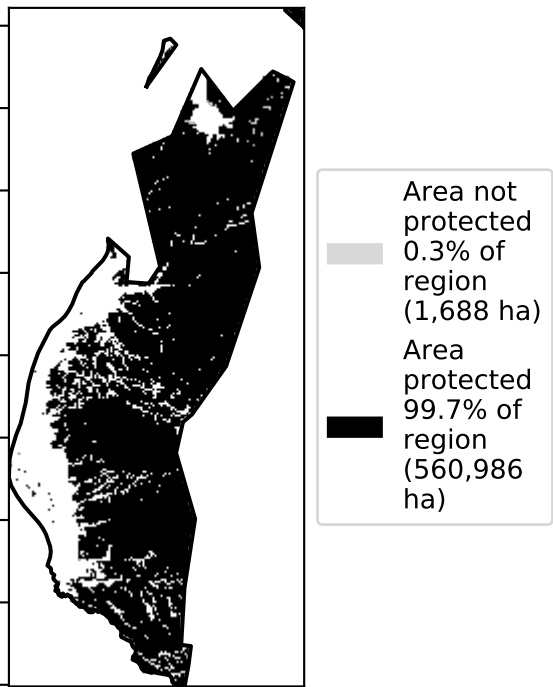 Area not
protected
0.3% of
region
(1,688 ha)
Area
protected
99.7% of
region
(560,986
ha)